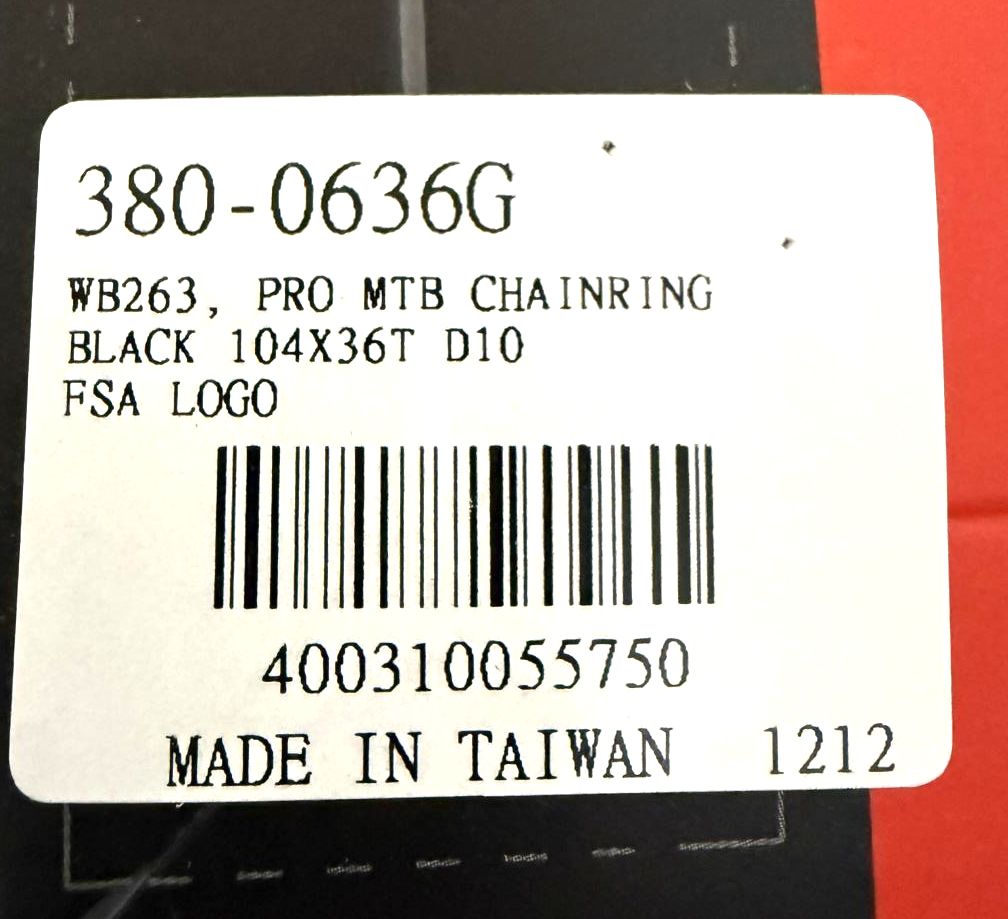 380-0636G
WB263, PRO MTB CHAINRING
BLACK 104X36T D10
FSA LOGO
400310055750
MADE IN TAIWAN 1212